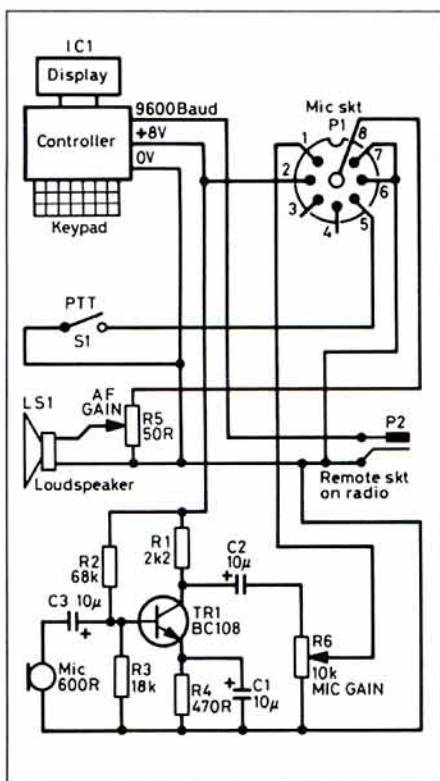 IC1
Display
Controller
Keypad
9600Baud
+8V
0V
Mic skt
P1
1
2
3
4
5
6
7
8
PTT
S1
LS1
AF
GAIN
R5
50R
Loudspeaker
P2
Remote skt
on radio
R2
68k
R1
2k2
C2
10μ
+
C3 10μ
+
TR1
BC108
R6
10k
MIC GAIN
Mic
600R
R3
18k
R4
470R
+
C1
10μ